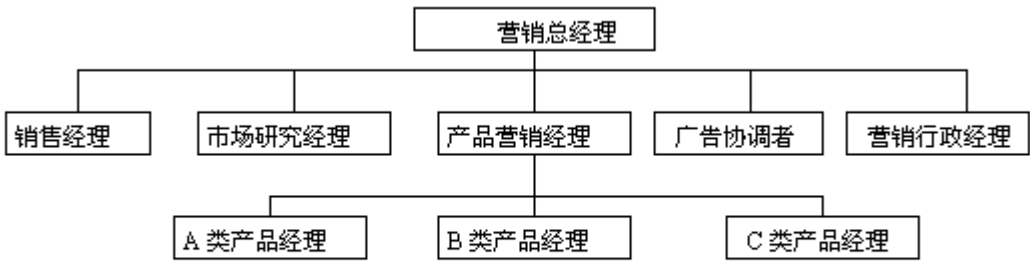 营销总经理
销售经理
市场研究经理
产品营销经理
广告协调者
营销行政经理
A 类产品经理
B 类产品经理
C 类产品经理